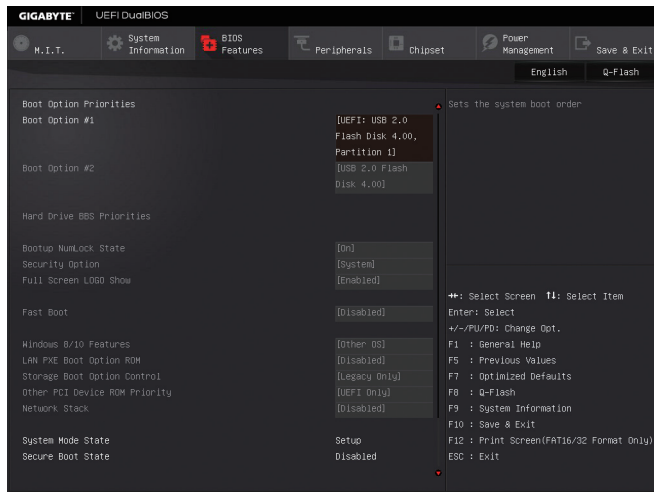 GIGABYTE™ UEFI DualBIOS
M.I.T. System Information BIOS Features Peripherals Chipset Power Management Save & Exit
English Q-Flash
Boot Option Priorities
Boot Option #1 [UEFI: USB 2.0
Flash Disk 4.00,
Partition 1]
Boot Option #2 [USB 2.0 Flash
Disk 4.00]
Hard Drive BBS Priorities
Bootup NumLock State [On]
Security Option [System]
Full Screen LOGO Show [Enabled]
Fast Boot [Disabled]
Windows 8/10 Features [Other OS]
LAN PXE Boot Option ROM [Disabled]
Storage Boot Option Control [Legacy Only]
Other PCI Device ROM Priority [UEFI Only]
Network Stack [Disabled]
System Mode State Setup
Secure Boot State Disabled
Sets the system boot order
→←: Select Screen ↑↓: Select Item
Enter: Select
+/-/PU/PD: Change Opt.
F1 : General Help
F5 : Previous Values
F7 : Optimized Defaults
F8 : Q-Flash
F9 : System Information
F10 : Save & Exit
F12 : Print Screen(FAT16/32 Format Only)
ESC : Exit